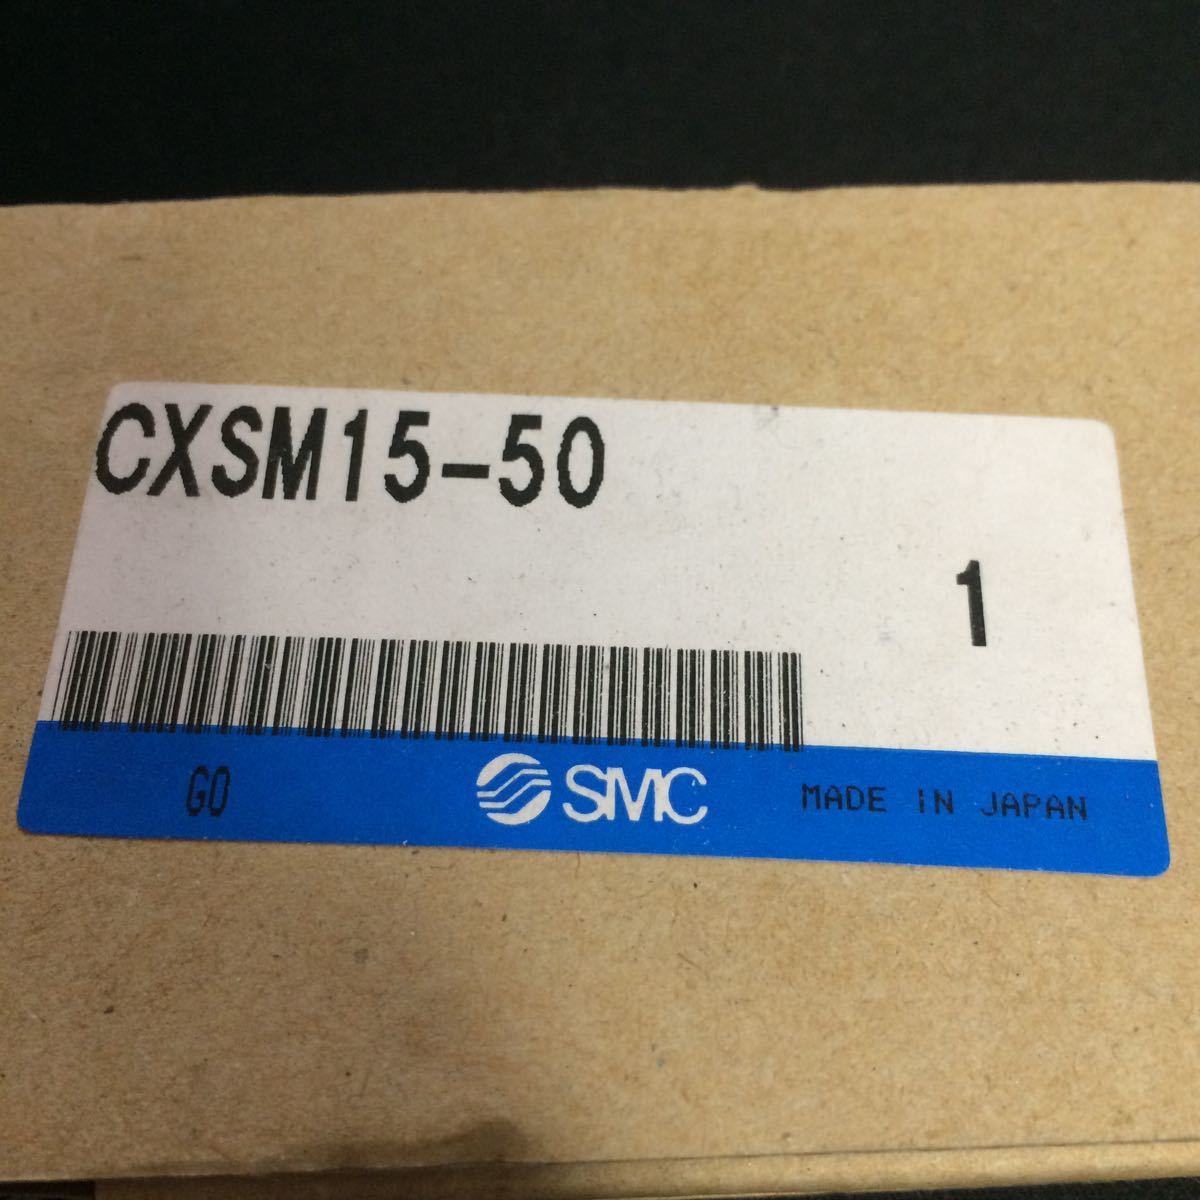 CXSM15-50
1
GO SMC MADE IN JAPAN